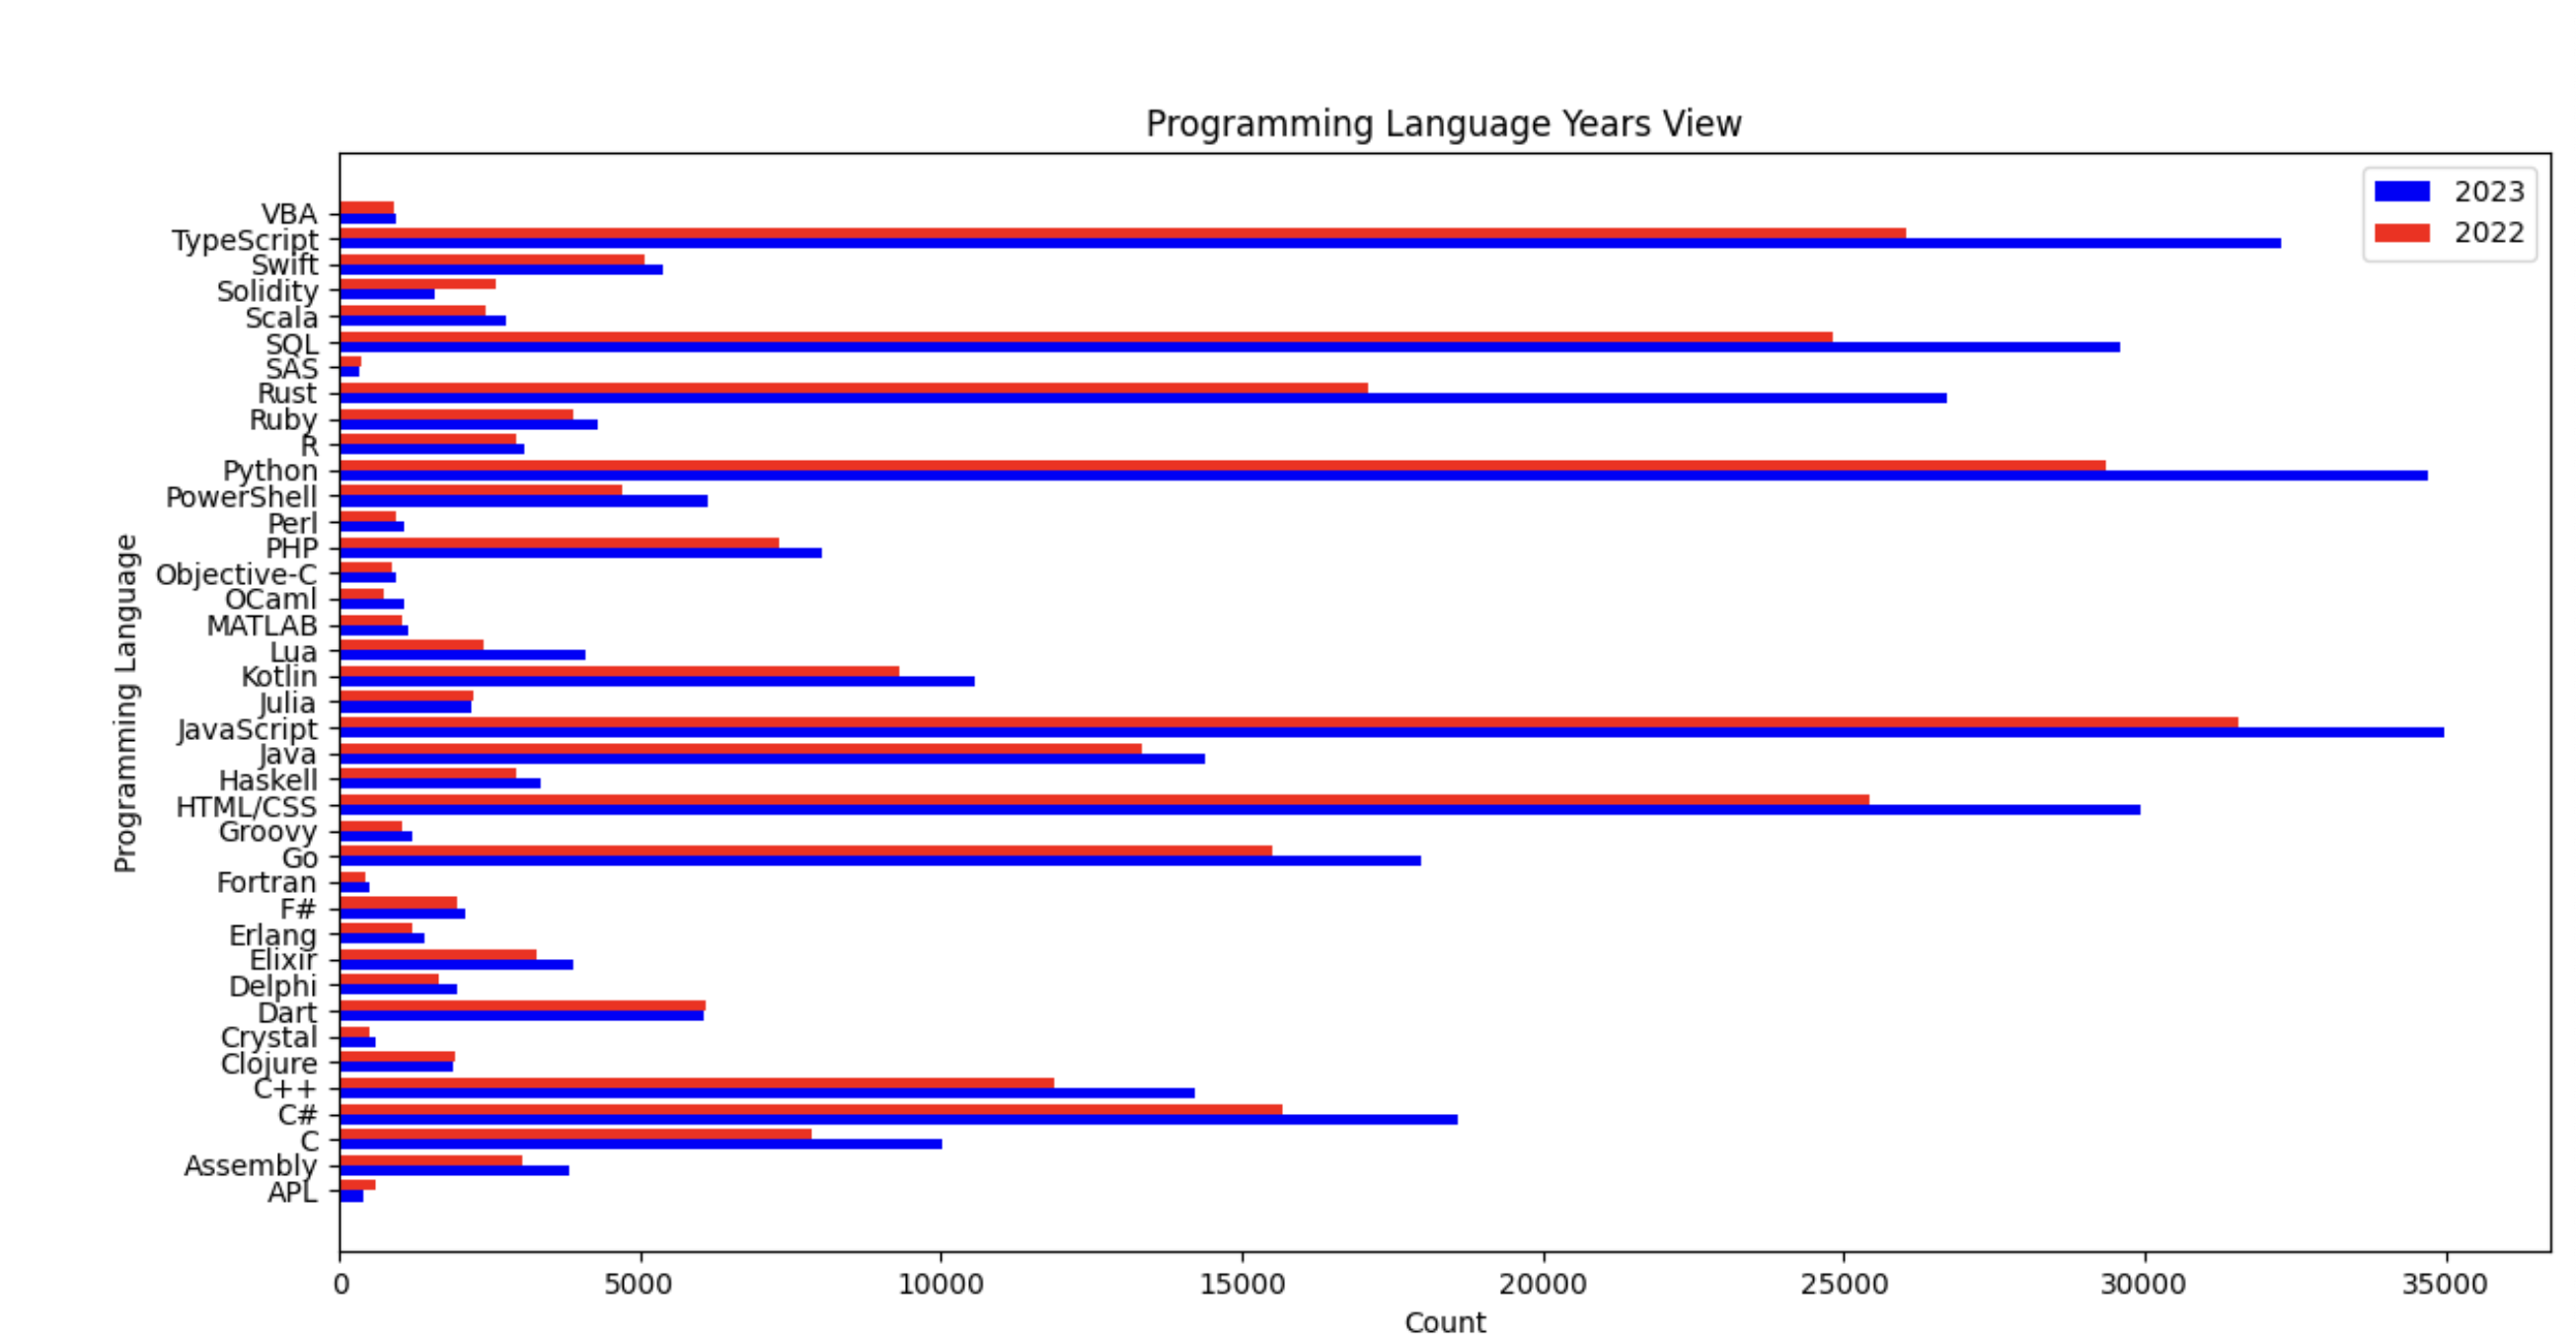 Programming Language Years View
2023
2022
Programming Language
VBA
TypeScript
Swift
Solidity
Scala
SQL
SAS
Rust
Ruby
R
Python
PowerShell
Perl
PHP
Objective-C
OCaml
MATLAB
Lua
Kotlin
Julia
JavaScript
Java
Haskell
HTML/CSS
Groovy
Go
Fortran
F#
Erlang
Elixir
Delphi
Dart
Crystal
Clojure
C++
C#
C
Assembly
APL
0 5000 10000 15000 20000 25000 30000 35000
Count